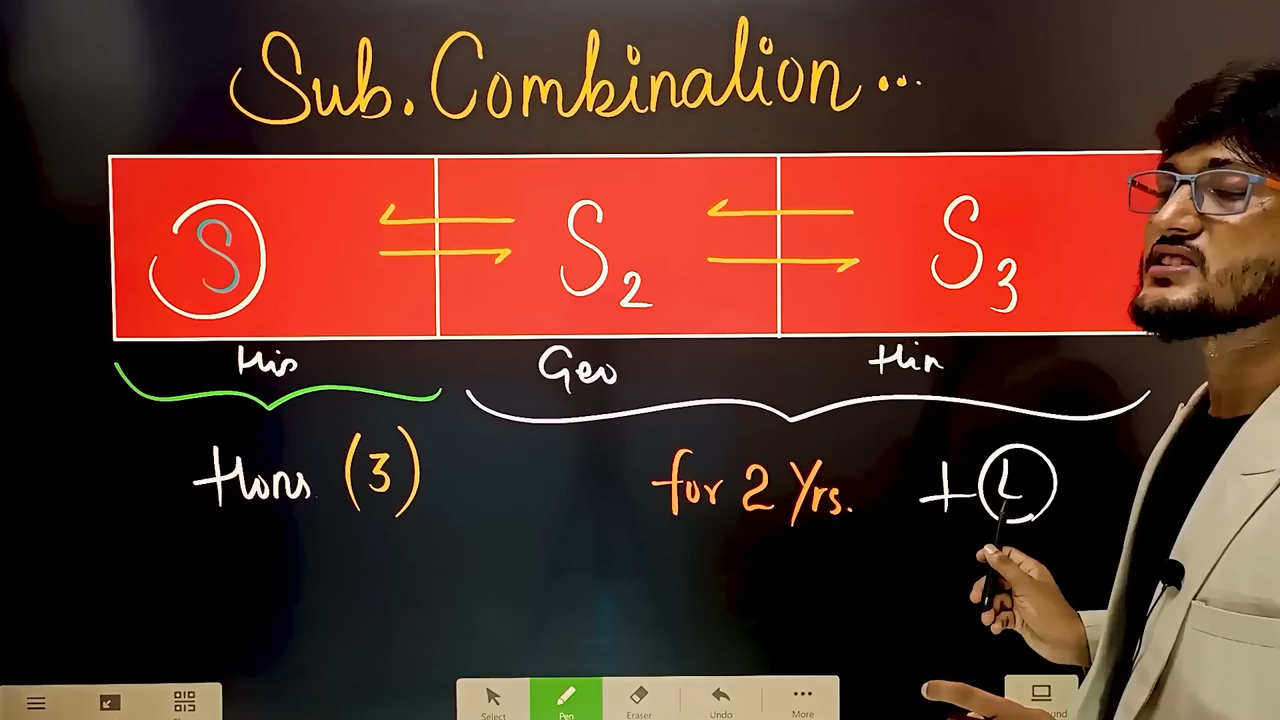 Sub. Combination...
S S2 S3
His Geo Hin
Hons (3) for 2 Yrs. + L
Select Pen Eraser Undo More